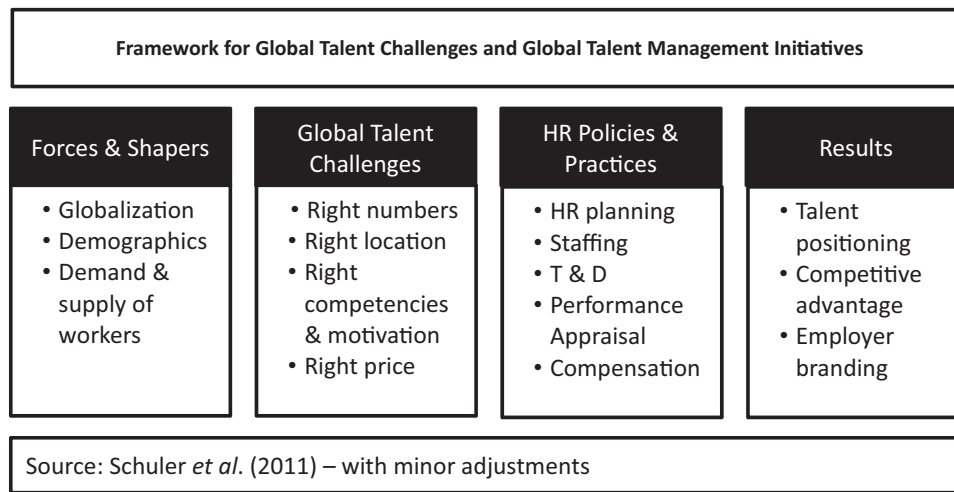 Framework for Global Talent Challenges and Global Talent Management Initiatives
Forces & Shapers
• Globalization
• Demographics
• Demand &
supply of
workers
Global Talent
Challenges
• Right numbers
• Right location
• Right
competencies
& motivation
• Right price
HR Policies &
Practices
• HR planning
• Staffing
• T & D
• Performance
Appraisal
• Compensation
Results
• Talent
positioning
• Competitive
advantage
• Employer
branding
Source: Schuler et al. (2011) – with minor adjustments